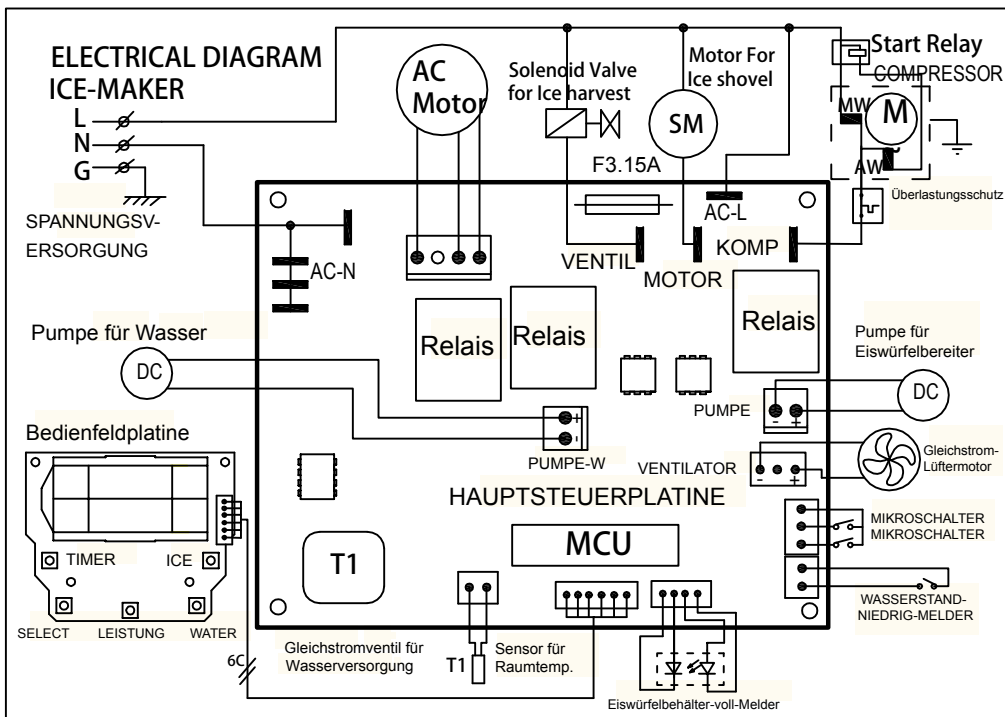 ELECTRICAL DIAGRAM
ICE-MAKER
L
N
G
SPANNUNGSV-
ERSORGUNG
AC
Motor
Solenoid Valve
for Ice harvest
Motor For
Ice shovel
SM
Start Relay
COMPRESSOR
MW
M
AW
Überlastungsschutz
F3.15A
AC-L
AC-N
VENTIL
MOTOR
KOMP
Relais
Relais
Relais
Pumpe für Wasser
DC
Pumpe für
Eiswürfelbereiter
DC
PUMPE
- +
+
-
PUMPE-W
Bedienfeldplatine
VENTILATOR
- +
Gleichstrom-
Lüftermotor
HAUPTSTEUERPLATINE
MCU
MIKROSCHALTER
MIKROSCHALTER
T1
TIMER
ICE
SELECT
LEISTUNG
WATER
WASSERSTAND-
NIEDRIG-MELDER
6C
Gleichstromventil für
Wasserversorgung
T1
Sensor für
Raumtemp.
Eiswürfelbehälter-voll-Melder